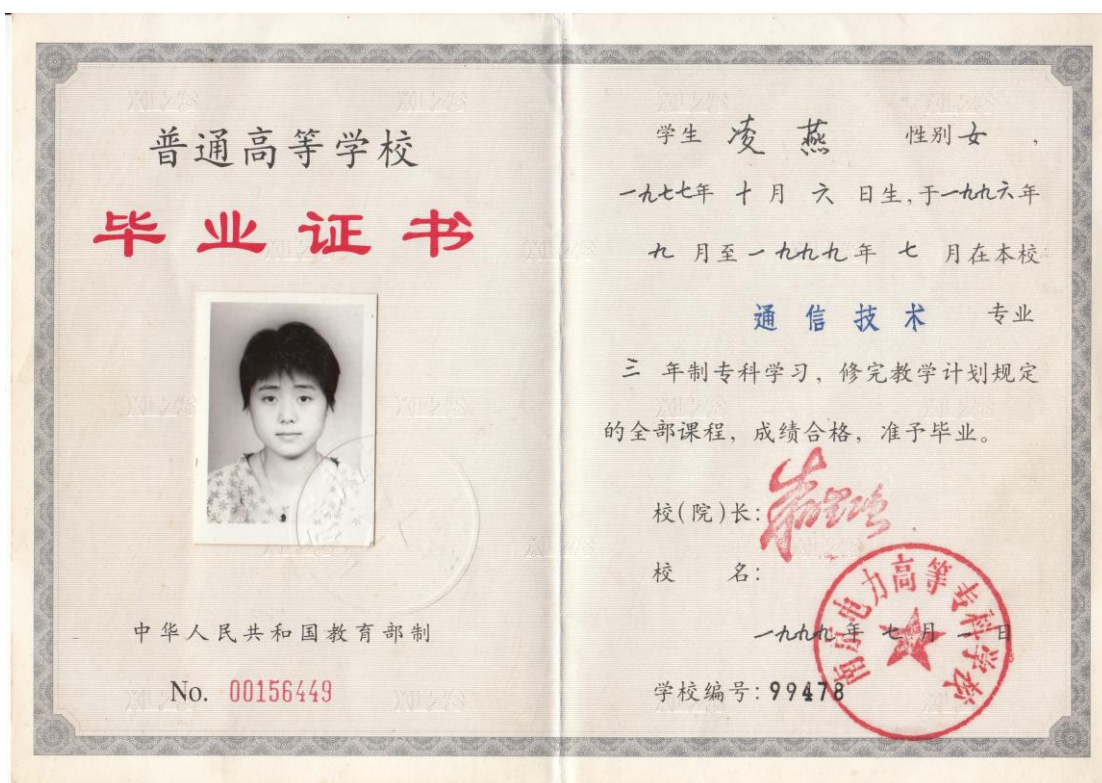 普通高等学校
毕业证书
中华人民共和国教育部制
No. 00156449
学生 凌燕 性别 女 ,
一九七七年 十 月 六 日生,于一九九六年
九 月至一九九九年 七 月在本校
通信技术 专业
三 年制专科学习，修完教学计划规定
的全部课程，成绩合格，准予毕业。
校(院)长:
校 名:
南京电力高等专科学校
一九九九年 七 月 一 日
学校编号: 99478